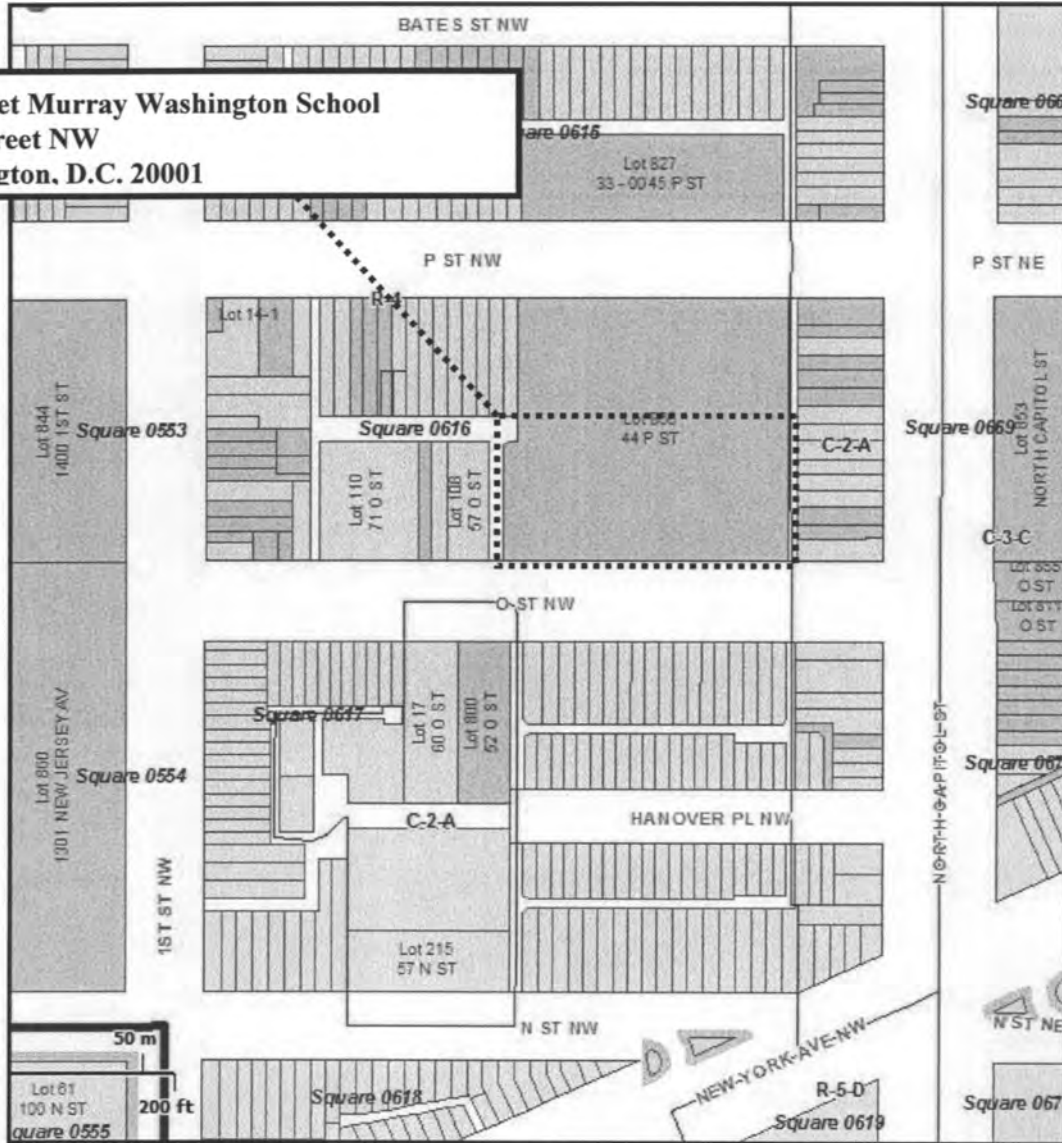 BATES ST NW
et Murray Washington School
reet NW
gton, D.C. 20001
are 0615
Lot 827
33 - 0045 P ST
P ST NW
P ST NE
Lot 14-1
Lot 844
1400 1ST ST
Square 0553
Square 0616
Lot 110
71 O ST
Lot 108
57 O ST
44 P ST
C-2-A
Square 0669
Lot 853
NORTH CAPITOL ST
C-3-C
O ST
Lot 811
O ST
O ST NW
Lot 800
1301 NEW JERSEY AV
Square 0554
Square 0617
Lot 17
60 O ST
Lot 800
52 O ST
C-2-A
HANOVER PL NW
NORTH CAPITOL ST
1ST ST NW
Lot 215
57 N ST
N ST NW
N ST NE
NEW YORK AVE NW
50 m
200 ft
Lot 61
100 N ST
quare 0555
Square 0618
R-5-D
Square 0619
Square 067